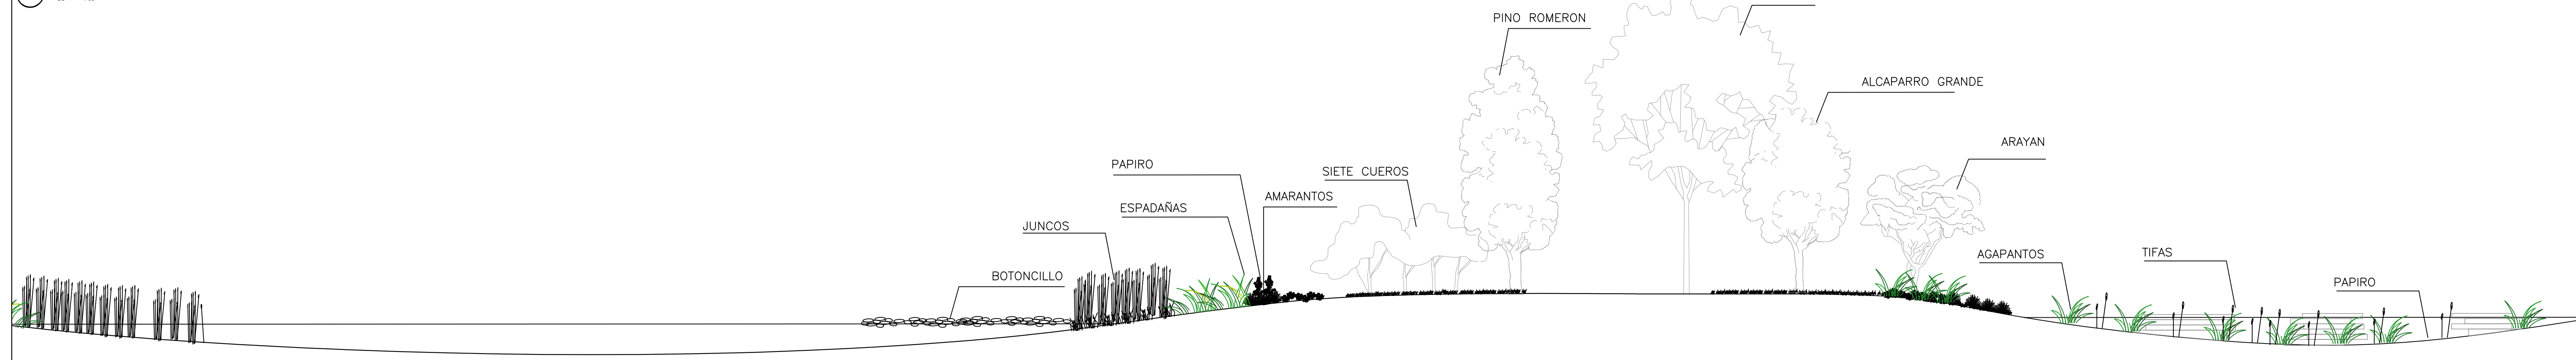 PINO ROMERON
ALCAPARRO GRANDE
ARAYAN
PAPIRO
SIETE CUEROS
AMARANTOS
ESPADAÑAS
JUNCOS
BOTONCILLO
AGAPANTOS
TIFAS
PAPIRO